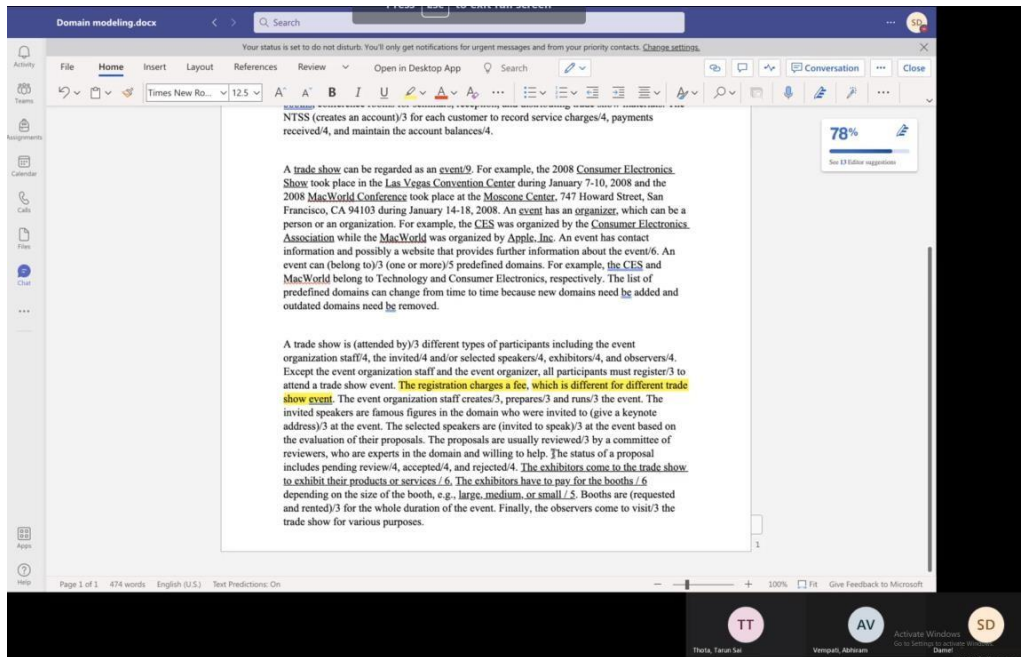 Press Esc to exit full screen
Domain modeling.docx
Search
SD
Your status is set to do not disturb. You'll only get notifications for urgent messages and from your priority contacts. Change settings.
Activity
Teams
Assignments
Calendar
Calls
Files
Chat
Apps
Help
File Home Insert Layout References Review Open in Desktop App Search Conversation Close
Times New Ro... 12.5 A A B I U A A
NTSS (creates an account)/3 for each customer to record service charges/4, payments
received/4, and maintain the account balances/4.
78%
See 13 Editor suggestions
A trade show can be regarded as an event/9. For example, the 2008 Consumer Electronics
Show took place in the Las Vegas Convention Center during January 7-10, 2008 and the
2008 MacWorld Conference took place at the Moscone Center, 747 Howard Street, San
Francisco, CA 94103 during January 14-18, 2008. An event has an organizer, which can be a
person or an organization. For example, the CES was organized by the Consumer Electronics
Association while the MacWorld was organized by Apple, Inc. An event has contact
information and possibly a website that provides further information about the event/6. An
event can (belong to)/3 (one or more)/5 predefined domains. For example, the CES and
MacWorld belong to Technology and Consumer Electronics, respectively. The list of
predefined domains can change from time to time because new domains need be added and
outdated domains need be removed.
A trade show is (attended by)/3 different types of participants including the event
organization staff/4, the invited/4 and/or selected speakers/4, exhibitors/4, and observers/4.
Except the event organization staff and the event organizer, all participants must register/3 to
attend a trade show event. The registration charges a fee, which is different for different trade
show event. The event organization staff creates/3, prepares/3 and runs/3 the event. The
invited speakers are famous figures in the domain who were invited to (give a keynote
address)/3 at the event. The selected speakers are (invited to speak)/3 at the event based on
the evaluation of their proposals. The proposals are usually reviewed/3 by a committee of
reviewers, who are experts in the domain and willing to help. The status of a proposal
includes pending review/4, accepted/4, and rejected/4. The exhibitors come to the trade show
to exhibit their products or services / 6. The exhibitors have to pay for the booths / 6
depending on the size of the booth, e.g., large, medium, or small / 5. Booths are (requested
and rented)/3 for the whole duration of the event. Finally, the observers come to visit/3 the
trade show for various purposes.
1
Page 1 of 1 474 words English (U.S.) Text Predictions: On
100% Fit Give Feedback to Microsoft
TT
AV
SD
Thota, Tarun Sai
Vempati, Abhiram
Damel
Activate Windows
Go to Settings to activate Windows.